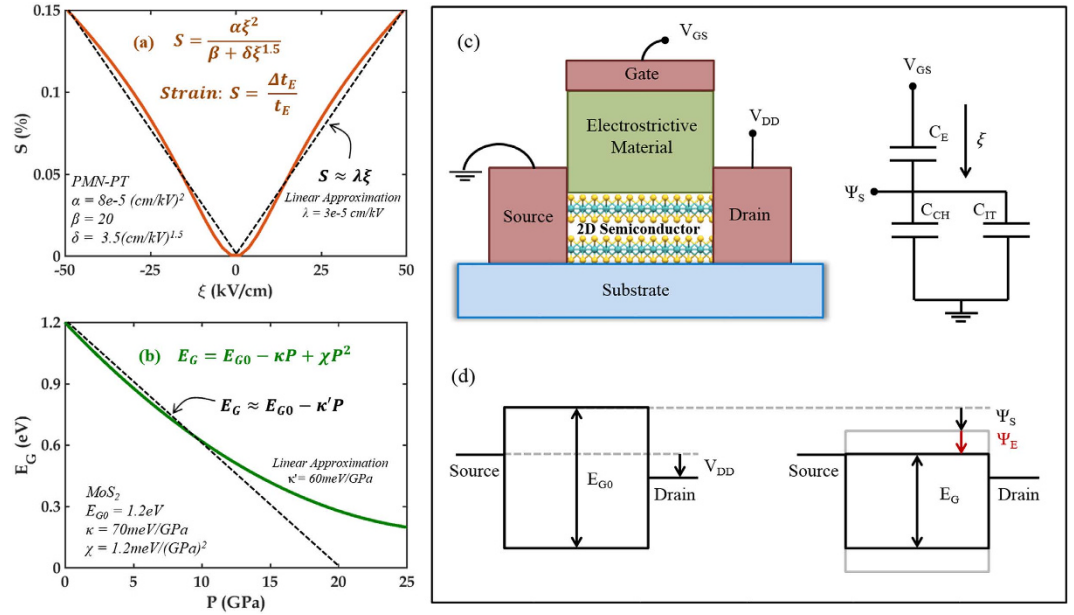 0.15
0.1
0.05
0
S (%)
(a)
S = αξ² / (β + δξ^1.5)
Strain: S = Δt_E / t_E
S ≈ λξ
Linear Approximation
λ = 3e-5 cm/kV
PMN-PT
α = 8e-5 (cm/kV)²
β = 20
δ = 3.5(cm/kV)^1.5
-50 -25 0 25 50
ξ (kV/cm)
1.2
0.9
0.6
0.3
0
E_G (eV)
(b) E_G = E_G0 − κP + χP²
E_G ≈ E_G0 − κ′P
Linear Approximation
κ′= 60meV/GPa
MoS₂
E_G0 = 1.2eV
κ = 70meV/GPa
χ = 1.2meV/(GPa)²
0 5 10 15 20 25
P (GPa)
(c)
V_GS
Gate
Electrostrictive
Material
V_DD
Source
2D Semiconductor
Drain
Substrate
V_GS
C_E
ξ
Ψ_S
C_CH
C_IT
(d)
Source
E_G0
V_DD
Drain
Ψ_S
Ψ_E
Source
E_G
Drain